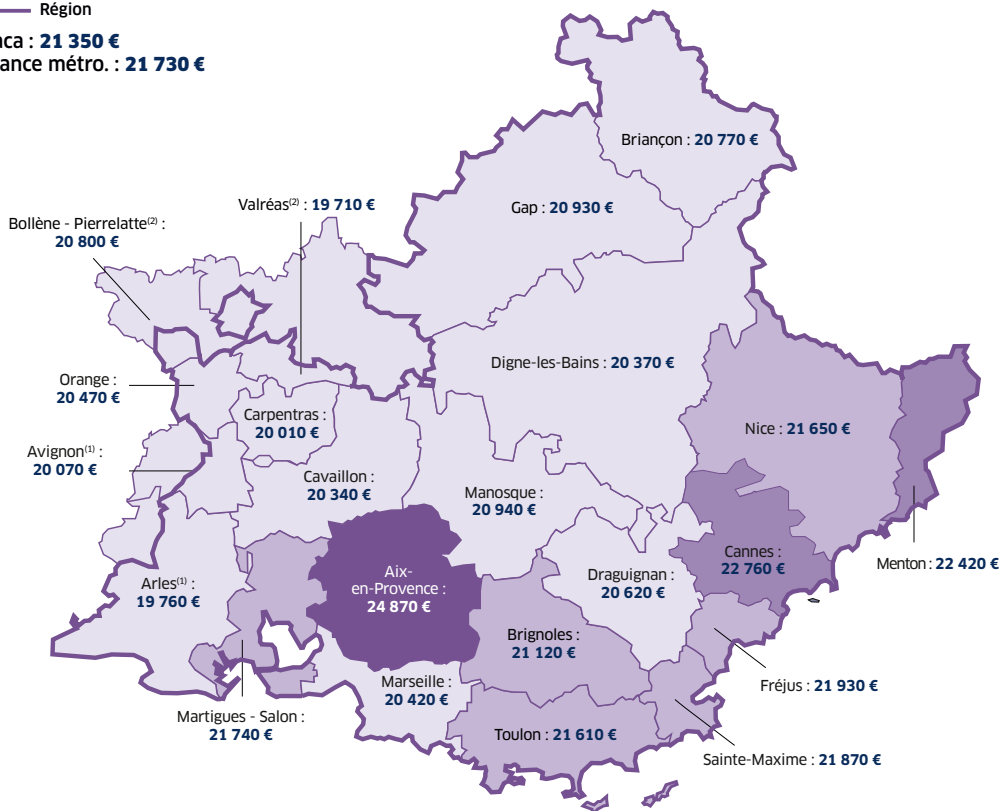 Région
aca : 21 350 €
ance métro. : 21 730 €
Briançon : 20 770 €
Valréas(2) : 19 710 €
Gap : 20 930 €
Bollène - Pierrelatte(2) :
20 800 €
Digne-les-Bains : 20 370 €
Orange :
20 470 €
Carpentras :
20 010 €
Nice : 21 650 €
Avignon(1) :
20 070 €
Cavaillon :
20 340 €
Manosque :
20 940 €
Cannes :
22 760 €
Menton : 22 420 €
Aix-
en-Provence :
24 870 €
Draguignan :
20 620 €
Arles(1) :
19 760 €
Brignoles :
21 120 €
Marseille :
20 420 €
Fréjus : 21 930 €
Martigues - Salon :
21 740 €
Toulon : 21 610 €
Sainte-Maxime : 21 870 €